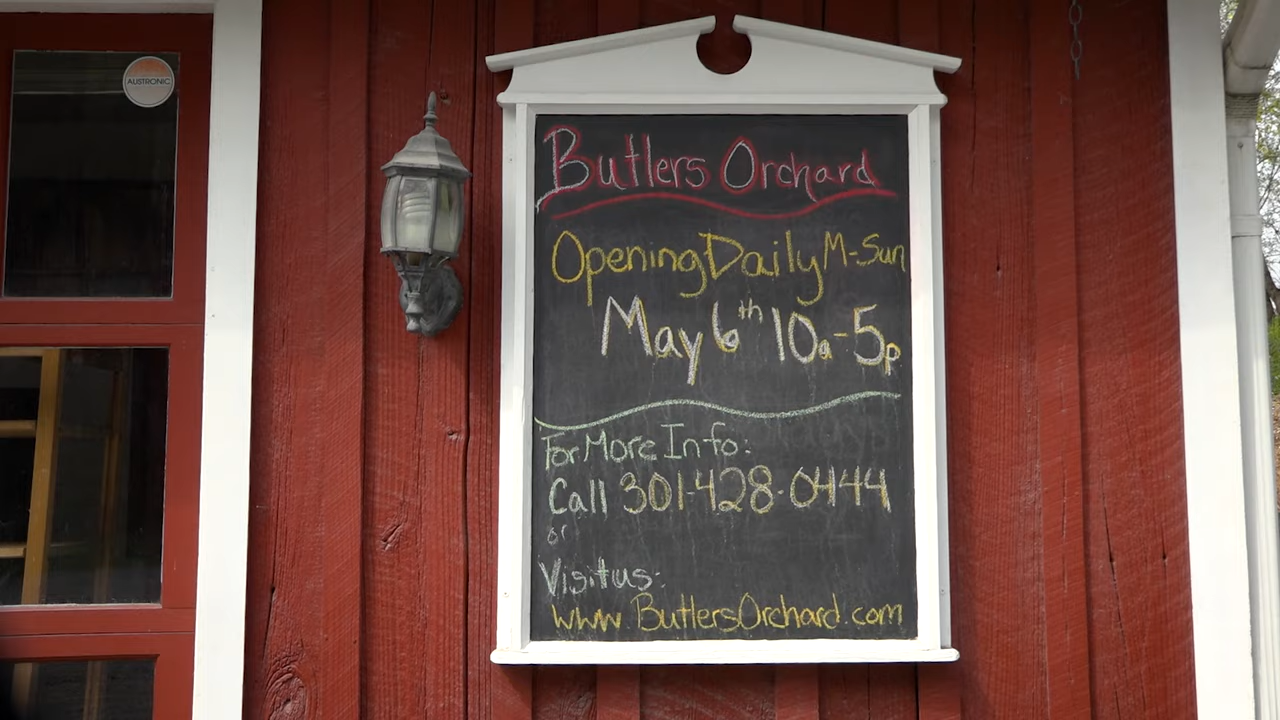 AUSTRONIC
Butlers Orchard
Opening Daily M-Sun
May 6th 10a-5p
For More Info:
Call 301-428-0444
or
Visit us:
www.ButlersOrchard.com